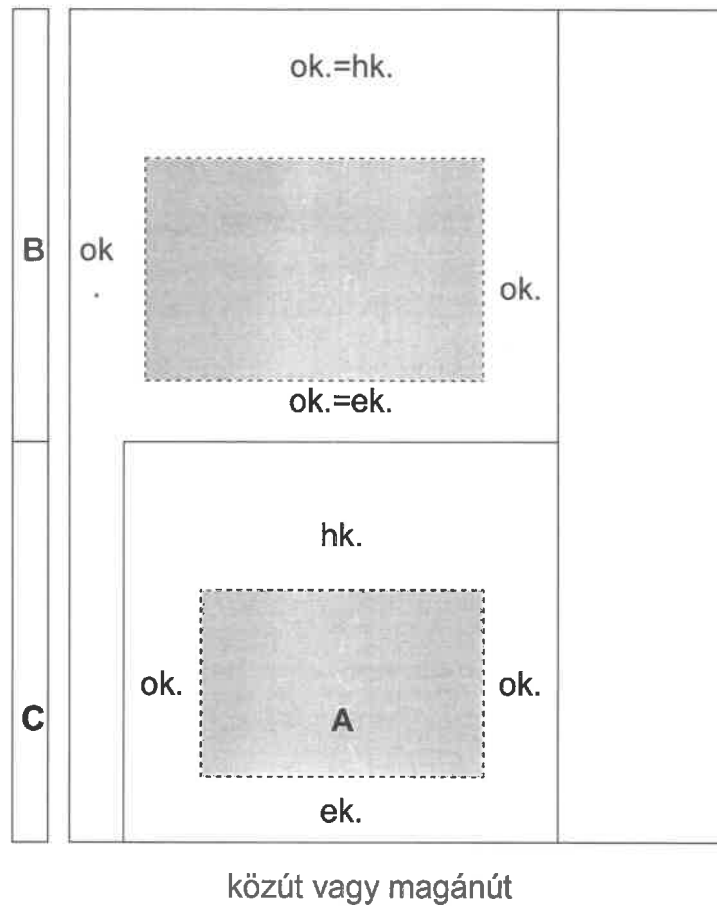 ok.=hk.
B
ok
ok.
ok.=ek.
hk.
ok.
ok.
C
A
ek.
közút vagy magánút